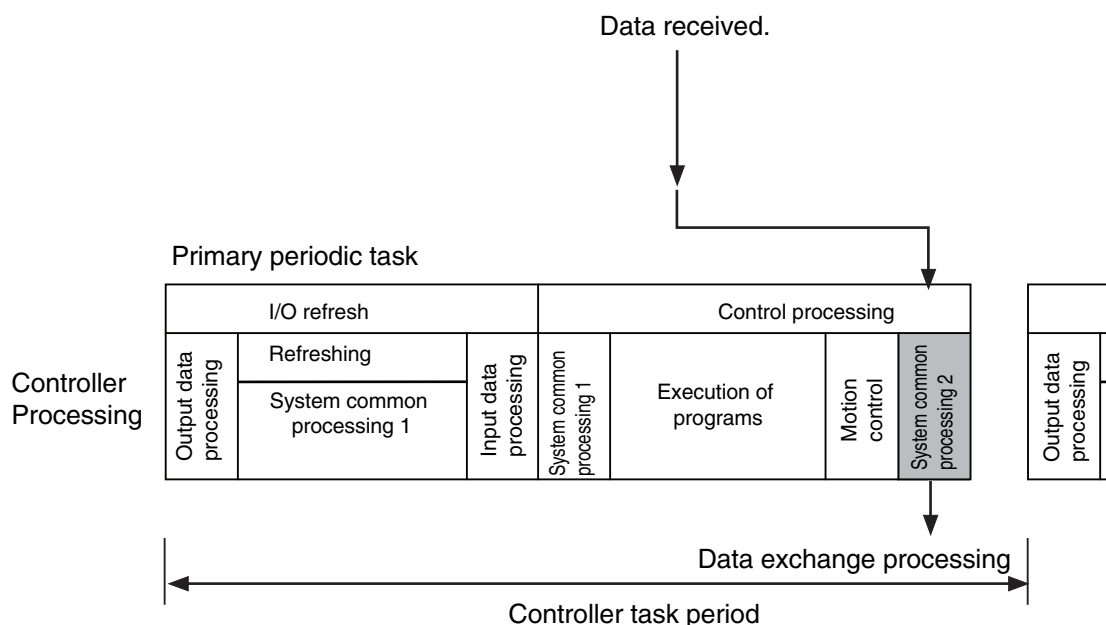 Data received.
Primary periodic task
I/O refresh
Control processing
Controller
Processing
Output data
processing
Refreshing
System common
processing 1
Input data
processing
System common
processing 1
Execution of
programs
Motion
control
System common
processing 2
Output data
processing
Data exchange processing
Controller task period